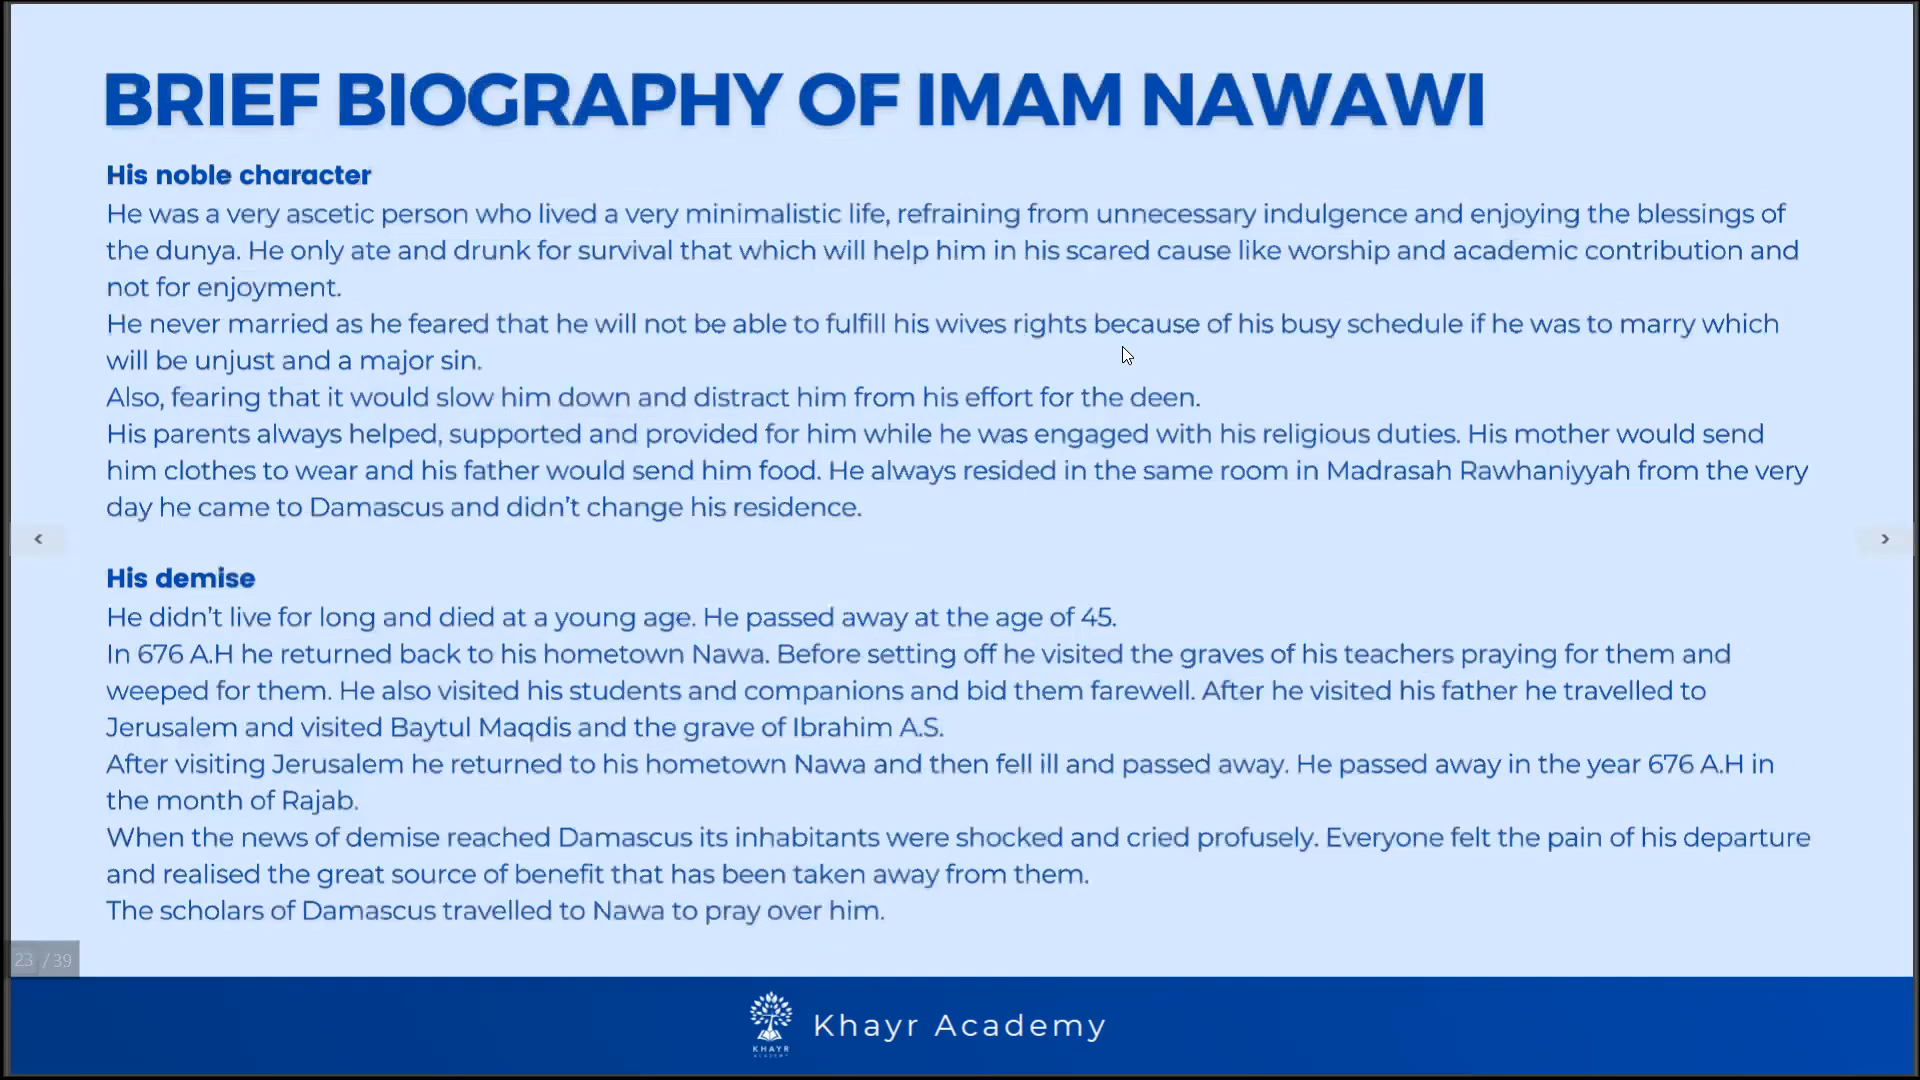 BRIEF BIOGRAPHY OF IMAM NAWAWI
His noble character
He was a very ascetic person who lived a very minimalistic life, refraining from unnecessary indulgence and enjoying the blessings of
the dunya. He only ate and drunk for survival that which will help him in his scared cause like worship and academic contribution and
not for enjoyment.
He never married as he feared that he will not be able to fulfill his wives rights because of his busy schedule if he was to marry which
will be unjust and a major sin.
Also, fearing that it would slow him down and distract him from his effort for the deen.
His parents always helped, supported and provided for him while he was engaged with his religious duties. His mother would send
him clothes to wear and his father would send him food. He always resided in the same room in Madrasah Rawhaniyyah from the very
day he came to Damascus and didn't change his residence.
His demise
He didn't live for long and died at a young age. He passed away at the age of 45.
In 676 A.H he returned back to his hometown Nawa. Before setting off he visited the graves of his teachers praying for them and
weeped for them. He also visited his students and companions and bid them farewell. After he visited his father he travelled to
Jerusalem and visited Baytul Maqdis and the grave of Ibrahim A.S.
After visiting Jerusalem he returned to his hometown Nawa and then fell ill and passed away. He passed away in the year 676 A.H in
the month of Rajab.
When the news of demise reached Damascus its inhabitants were shocked and cried profusely. Everyone felt the pain of his departure
and realised the great source of benefit that has been taken away from them.
The scholars of Damascus travelled to Nawa to pray over him.
23 / 39
KHAYR
ACADEMY
Khayr Academy